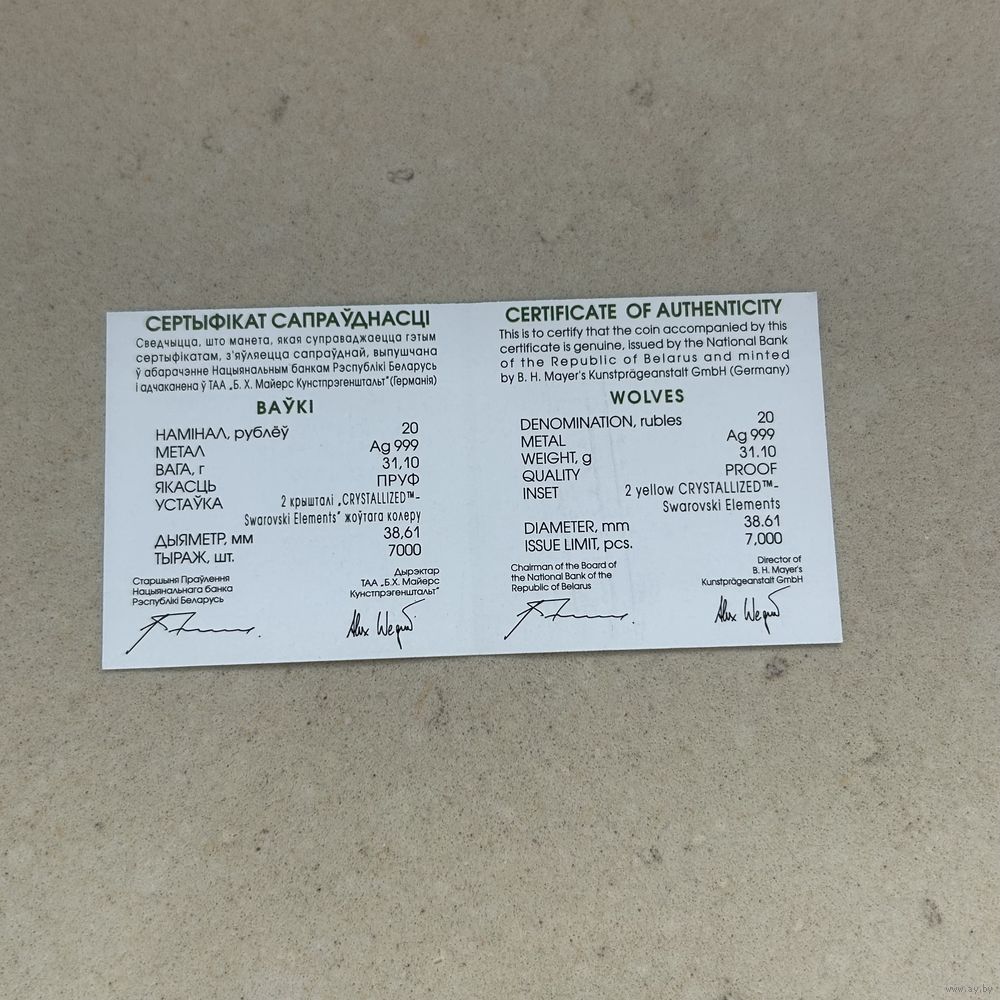 СЕРТЫФІКАТ САПРАЎДНАСЦІ
Сведчыцца, што манета, якая суправаджаецца гэтым
сертыфікатам, з'яўляецца сапраўднай, выпушчана
ў абарачэнне Нацыянальным банкам Рэспублікі Беларусь
і адчаканена ў ТАА „Б. Х. Майерс Кунстпрэгенштальт" (Германія)
ВАЎКІ
НАМІНАЛ, рублёў 20
МЕТАЛ Ag 999
ВАГА, г 31,10
ЯКАСЦЬ ПРУФ
УСТАЎКА 2 крышталі „CRYSTALLIZED™–
Swarovski Elements" жоўтага колеру
ДЫЯМЕТР, мм 38,61
ТЫРАЖ, шт. 7000
Старшыня Праўлення
Нацыянальнага банка
Рэспублікі Беларусь
Дырэктар
ТАА „Б.Х. Майерс
Кунстпрэгенштальт"
Alex Wegner
CERTIFICATE OF AUTHENTICITY
This is to certify that the coin accompanied by this
certificate is genuine, issued by the National Bank
of the Republic of Belarus and minted
by B. H. Mayer's Kunstprägeanstalt GmbH (Germany)
WOLVES
DENOMINATION, rubles 20
METAL Ag 999
WEIGHT, g 31.10
QUALITY PROOF
INSET 2 yellow CRYSTALLIZED™–
Swarovski Elements
DIAMETER, mm 38.61
ISSUE LIMIT, pcs. 7,000
Chairman of the Board of
the National Bank of the
Republic of Belarus
Director of
B. H. Mayer's
Kunstprägeanstalt GmbH
Alex Wegner
www.ay.by